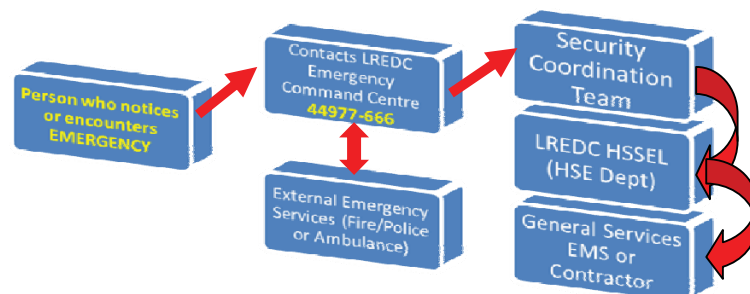 Person who notices
or encounters
EMERGENCY
Contacts LREDC
Emergency
Command Centre
44977-666
External Emergency
Services (Fire/Police
or Ambulance)
Security
Coordination
Team
LREDC HSSEL
(HSE Dept)
General Services
EMS or
Contractor